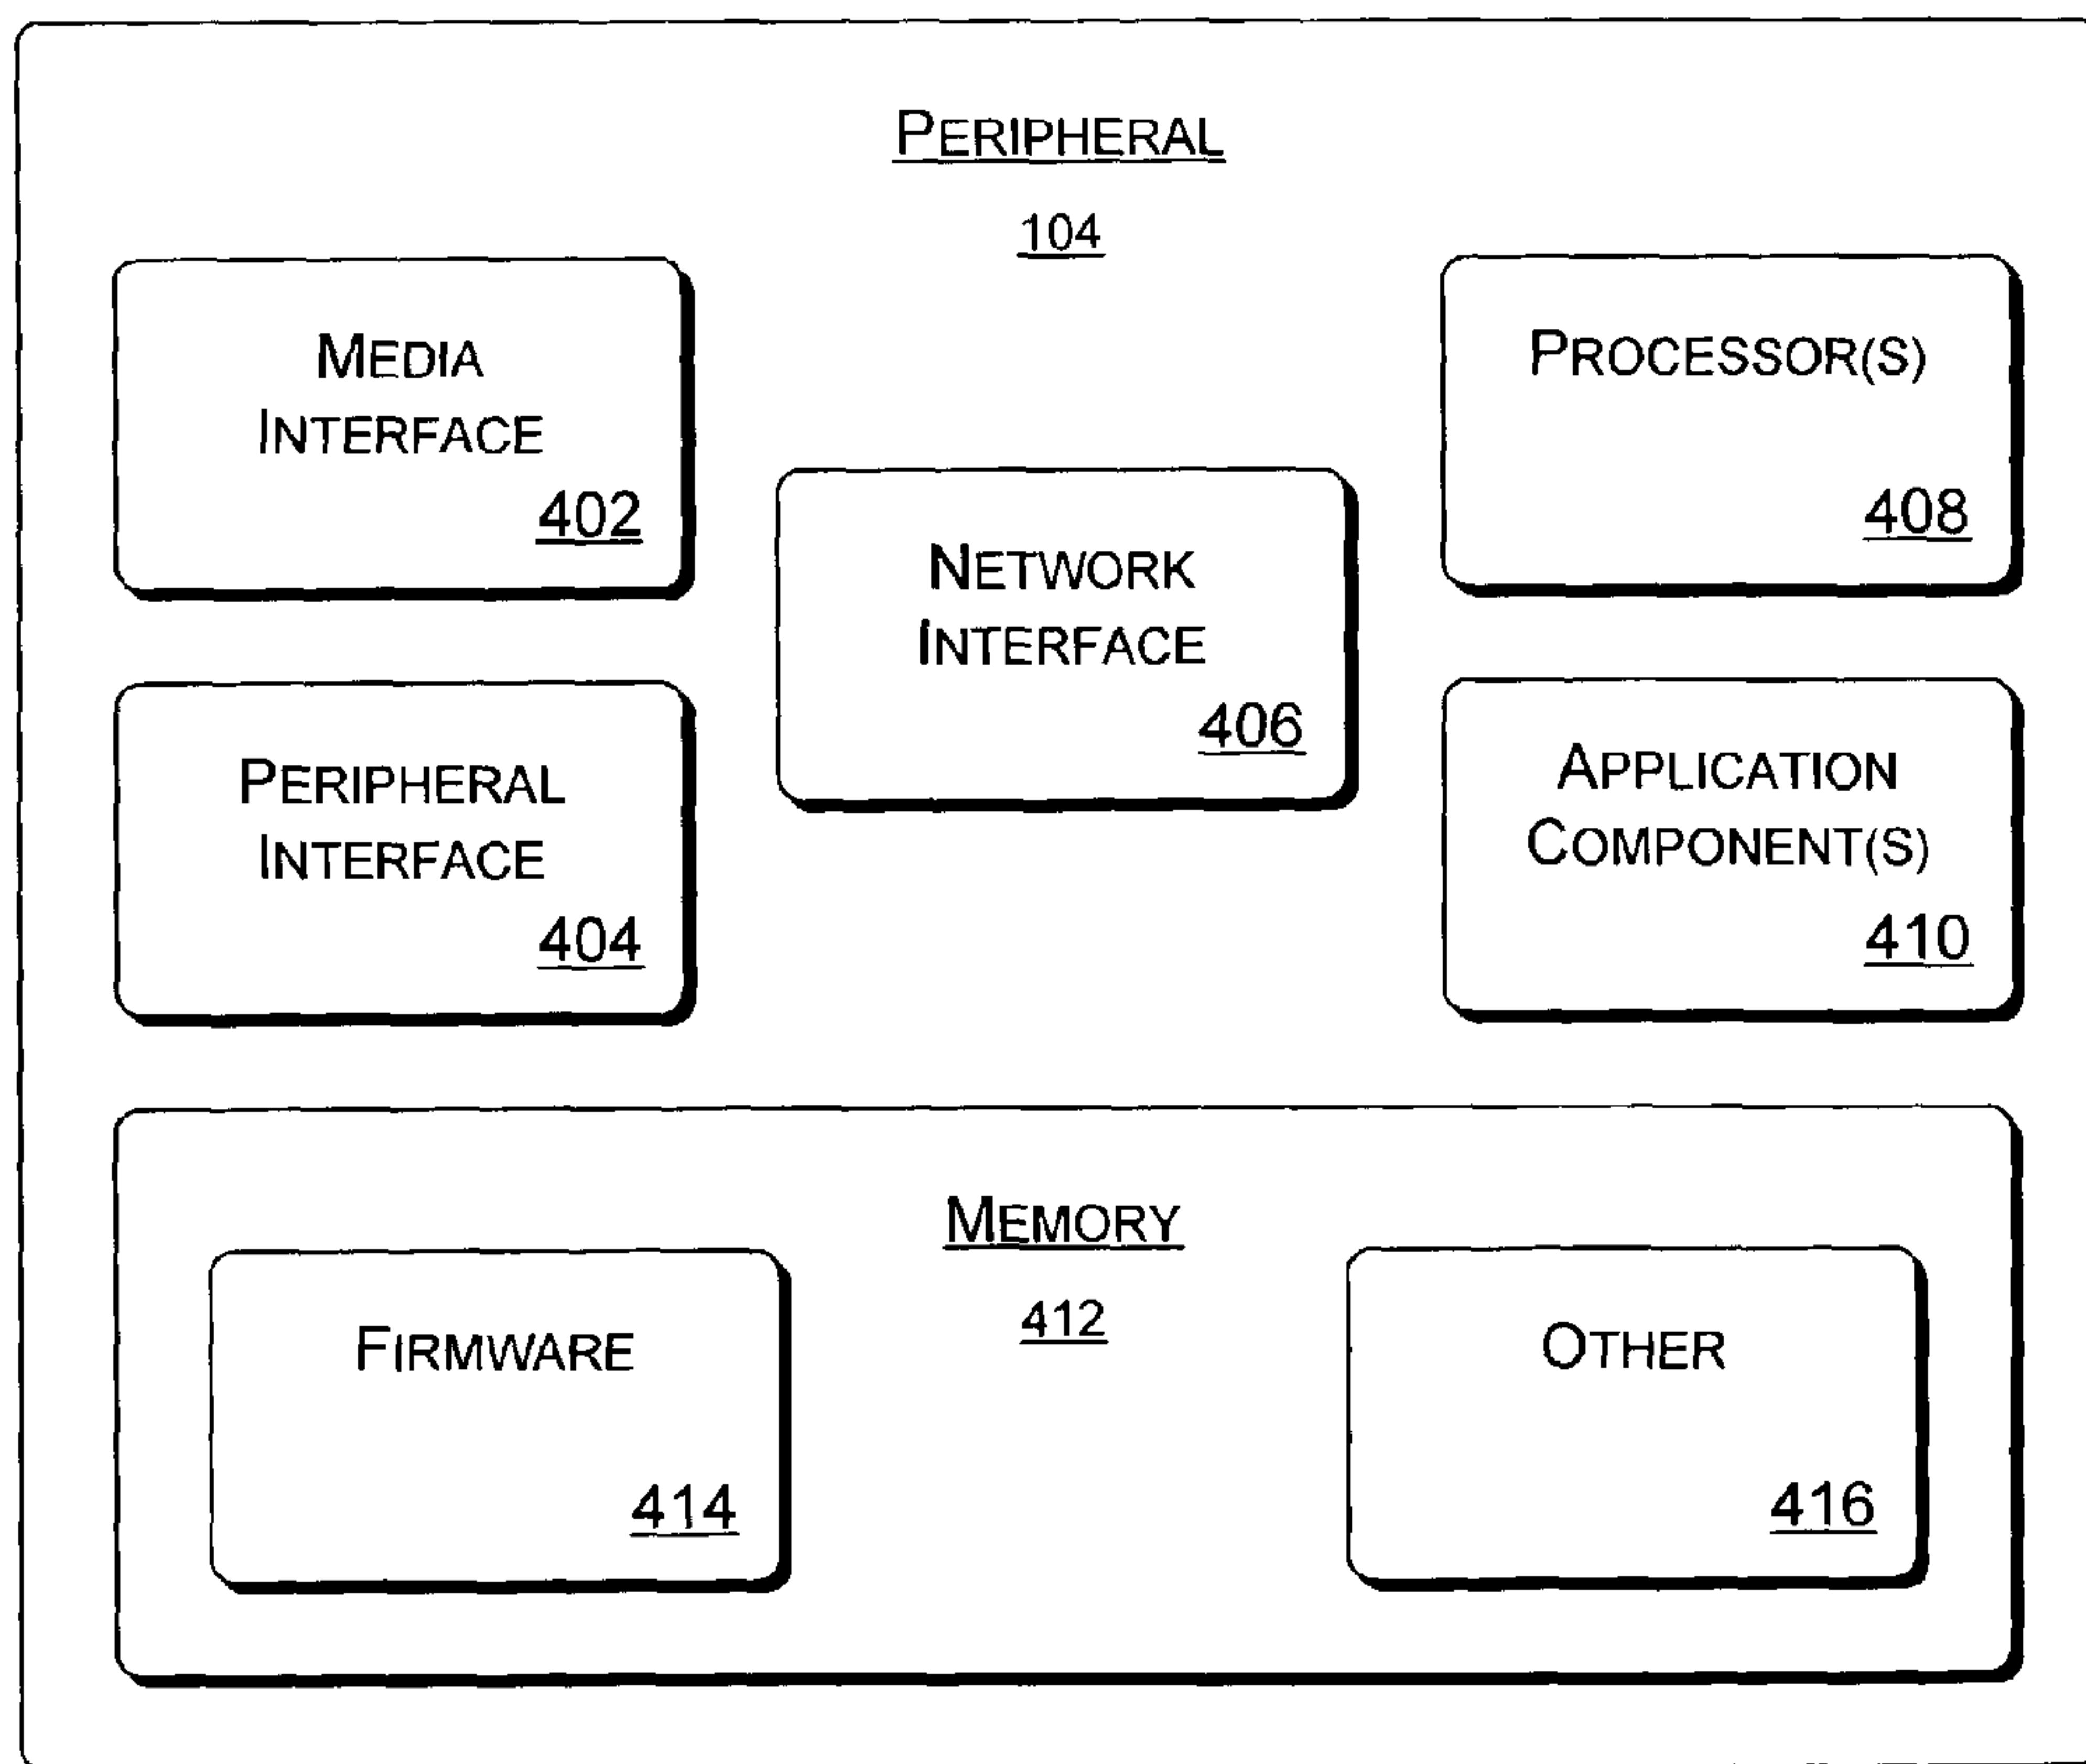 PERIPHERAL
104
MEDIA
INTERFACE
402
PROCESSOR(S)
408
NETWORK
INTERFACE
406
PERIPHERAL
INTERFACE
404
APPLICATION
COMPONENT(S)
410
MEMORY
412
FIRMWARE
414
OTHER
416